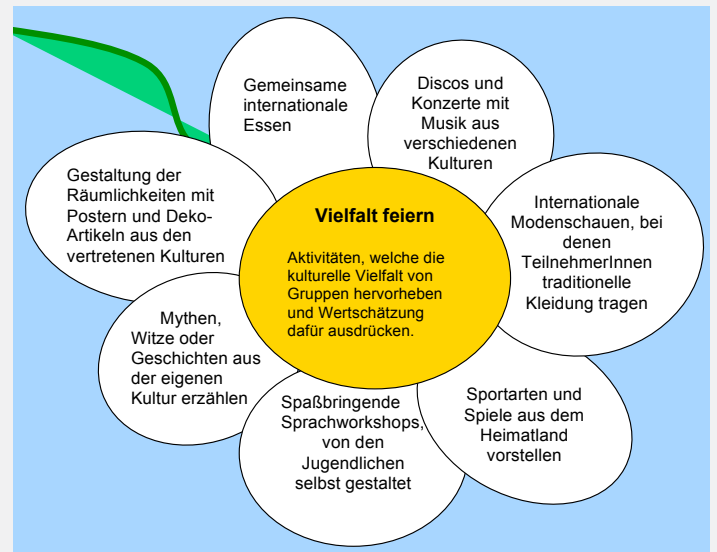 Vielfalt feiern
Aktivitäten, welche die
kulturelle Vielfalt von
Gruppen hervorheben
und Wertschätzung
dafür ausdrücken.
Gemeinsame
internationale
Essen
Discos und
Konzerte mit
Musik aus
verschiedenen
Kulturen
Internationale
Modenschauen, bei
denen
TeilnehmerInnen
traditionelle
Kleidung tragen
Sportarten und
Spiele aus dem
Heimatland
vorstellen
Spaßbringende
Sprachworkshops,
von den
Jugendlichen
selbst gestaltet
Mythen,
Witze oder
Geschichten aus
der eigenen
Kultur erzählen
Gestaltung der
Räumlichkeiten mit
Postern und Deko-
Artikeln aus den
vertretenen Kulturen